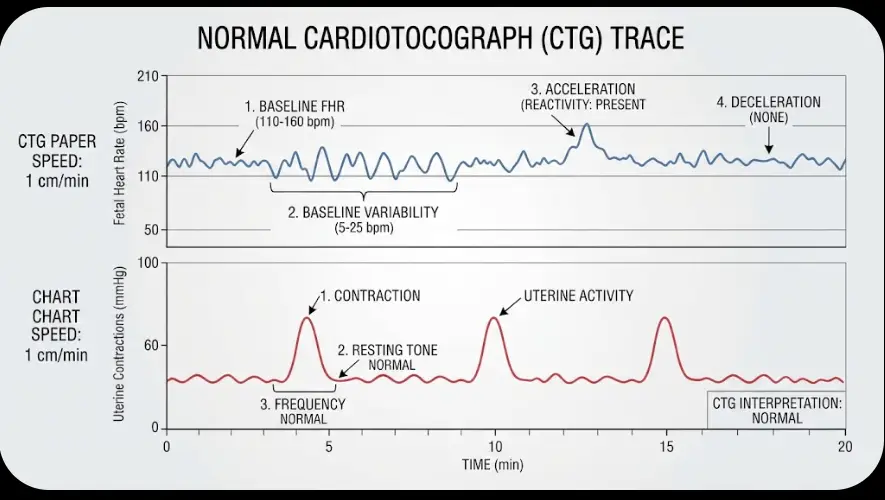 NORMAL CARDIOTOCOGRAPH (CTG) TRACE
CTG PAPER
SPEED:
1 cm/min
Fetal Heart Rate (bpm)
210
160
110
50
1. BASELINE FHR
(110-160 bpm)
2. BASELINE VARIABILITY
(5-25 bpm)
3. ACCELERATION
(REACTIVITY: PRESENT
4. DECELERATION
(NONE)
CHART
CHART
SPEED:
1 cm/min
Uterine Contractions (mmHg)
100
60
0
1. CONTRACTION
2. RESTING TONE
NORMAL
3. FREQUENCY
NORMAL
UTERINE ACTIVITY
CTG INTERPRETATION:
NORMAL
0 5 10 15 20
TIME (min)